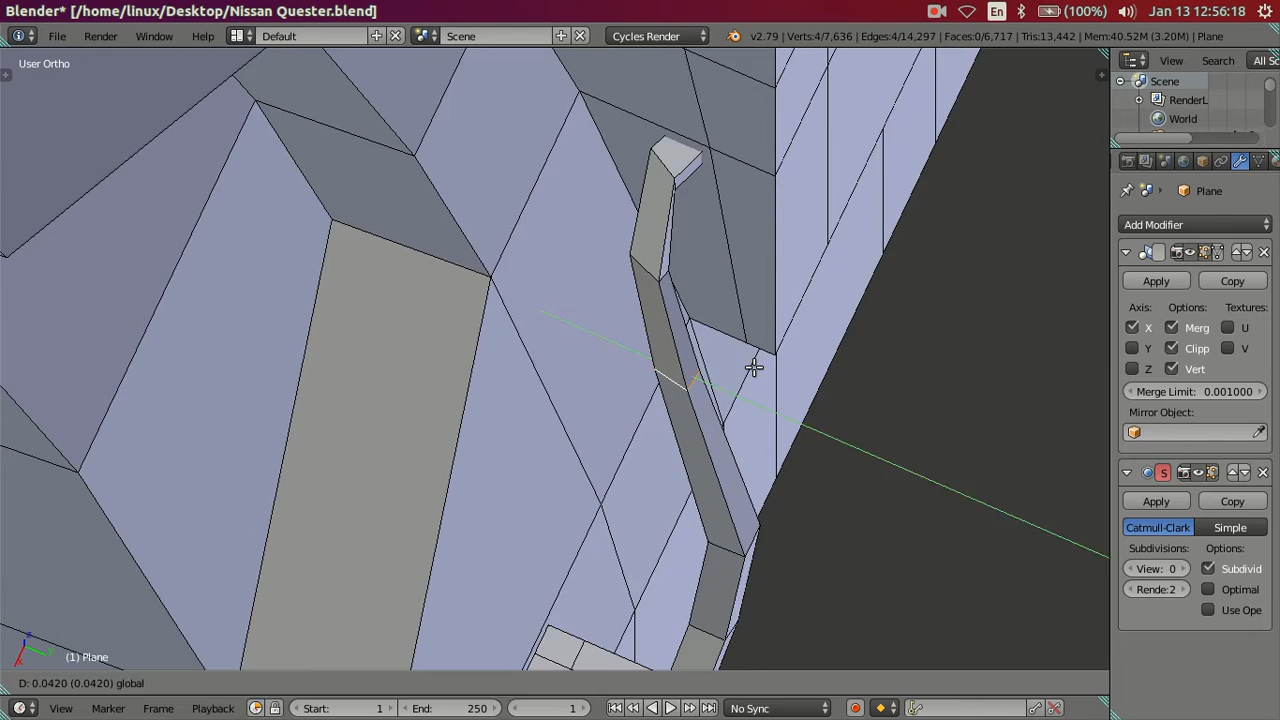 Blender* [/home/linux/Desktop/Nissan Quester.blend]
En
(100%)
Jan 13 12:56:18
File
Render
Window
Help
Default
Scene
Cycles Render
v2.79 | Verts:4/7,636 | Edges:4/14,297 | Faces:0/6,717 | Tris:13,442 | Mem:40.52M (3.20M) | Plane
User Ortho
View
Search
All Sc
Scene
RenderL
World
Plane
Add Modifier
Apply
Copy
Axis:
Options:
Textures:
X
Merg
U
Y
Clipp
V
Z
Vert
Merge Limit: 0.001000
Mirror Object:
S
Apply
Copy
Catmull-Clark
Simple
Subdivisions:
Options:
View: 0
Subdivid
Rende:2
Optimal
Use Ope
z
y
x
(1) Plane
D: 0.0420 (0.0420) global
View
Marker
Frame
Playback
Start:
1
End:
250
1
No Sync